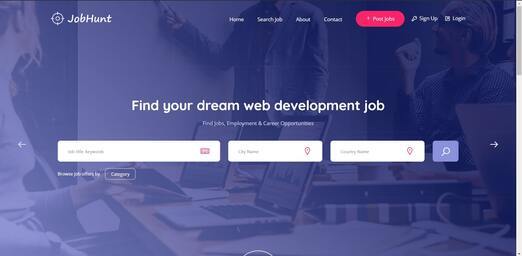 JobHunt
Home Search Job About Contact + Post Jobs Sign Up Login
Find your dream web development job
Find Jobs, Employment & Career Opportunities
Job title, Keywords City Name Country Name
Browse job offers by Category